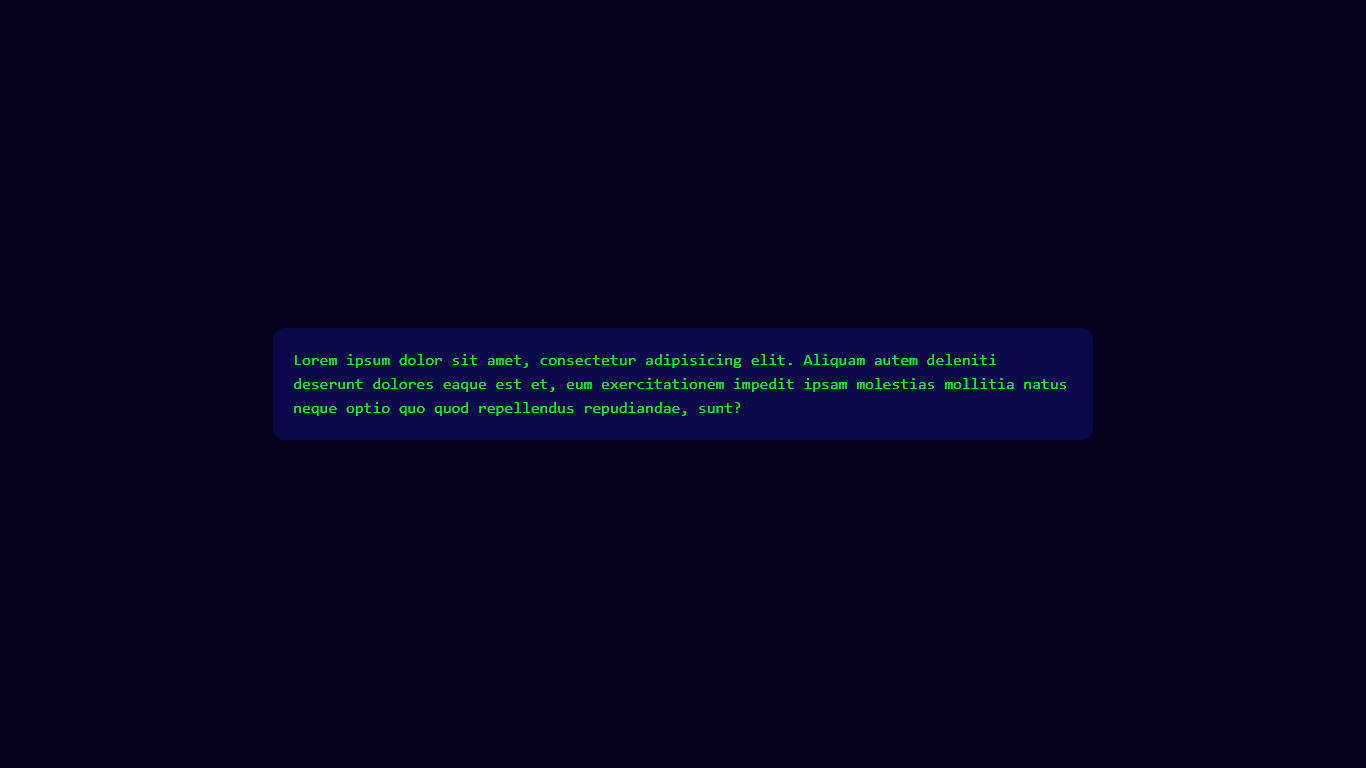 Lorem ipsum dolor sit amet, consectetur adipisicing elit. Aliquam autem deleniti
deserunt dolores eaque est et, eum exercitationem impedit ipsam molestias mollitia natus
neque optio quo quod repellendus repudiandae, sunt?